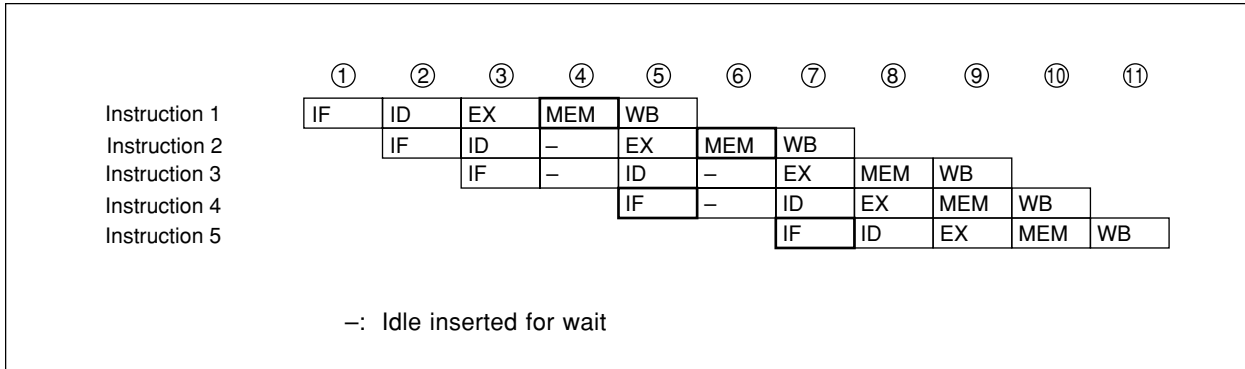 ① ② ③ ④ ⑤ ⑥ ⑦ ⑧ ⑨ ⑩ ⑪
Instruction 1 IF ID EX MEM WB
Instruction 2 IF ID – EX MEM WB
Instruction 3 IF – ID – EX MEM WB
Instruction 4 IF – ID EX MEM WB
Instruction 5 IF ID EX MEM WB
–: Idle inserted for wait